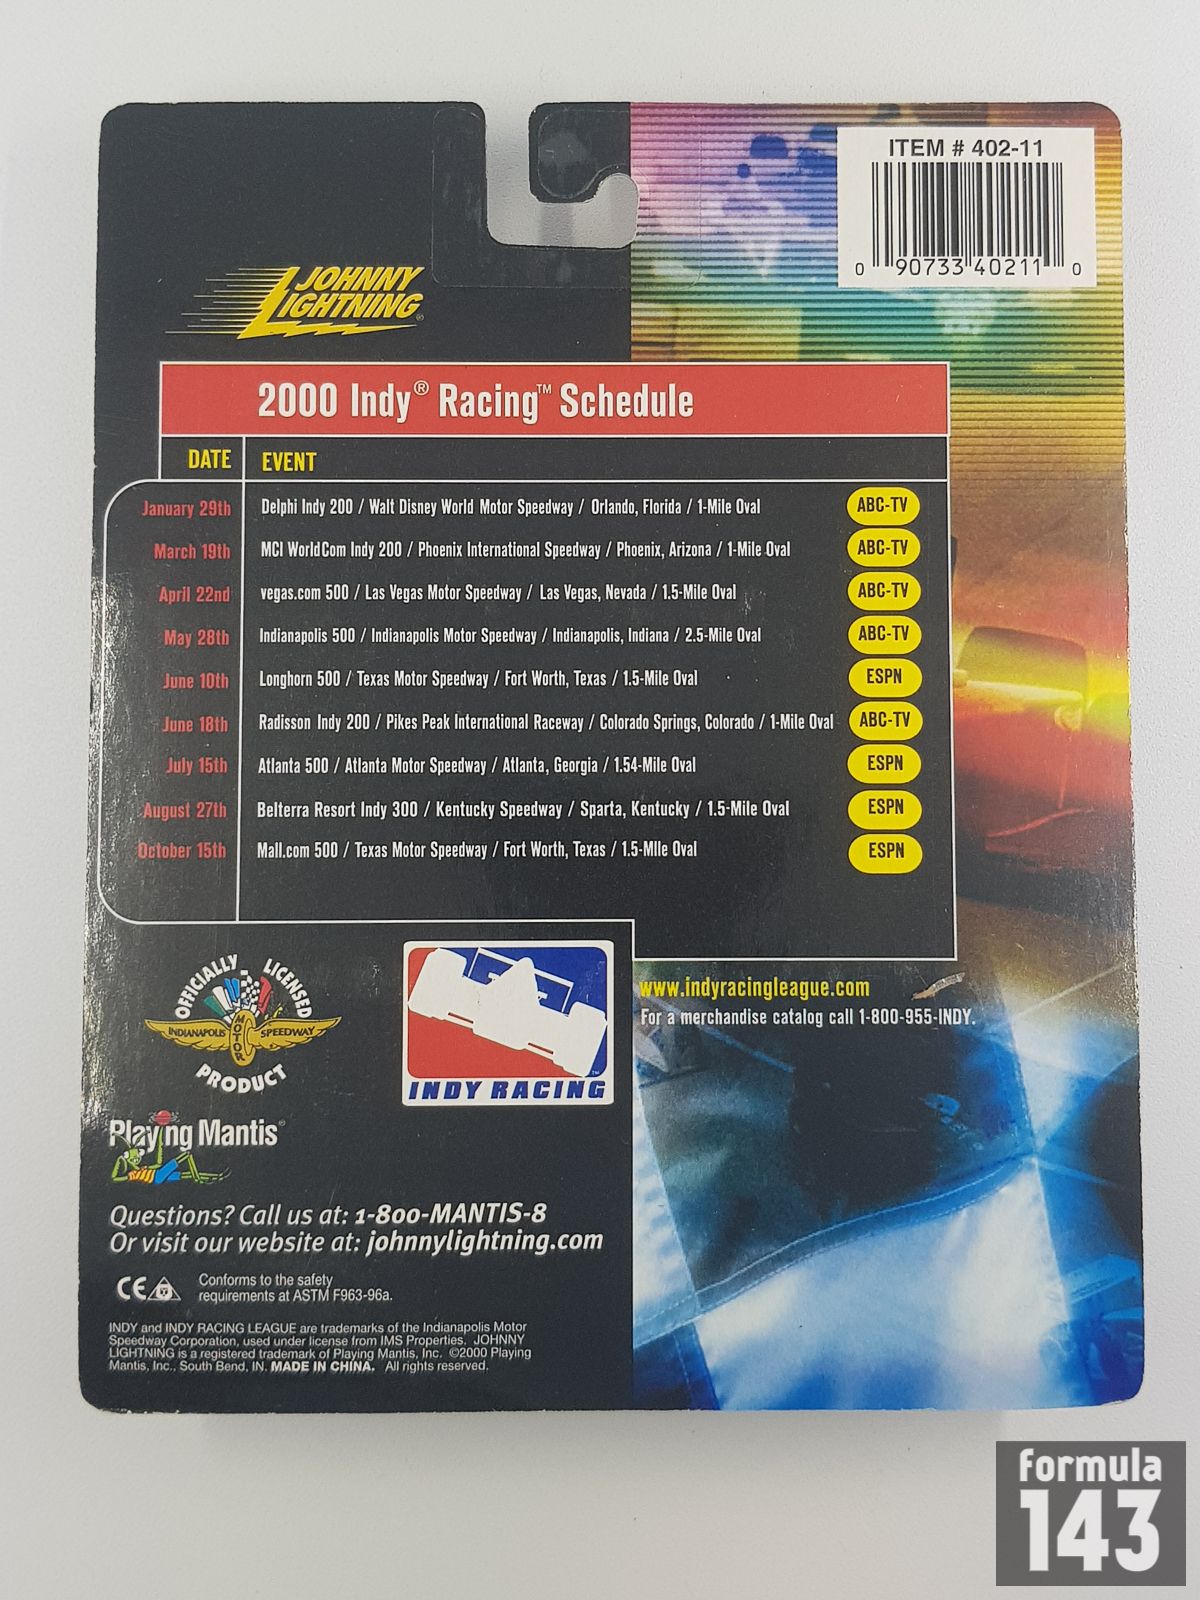 ITEM # 402-11
0 90733 40211 0
JOHNNY
LIGHTNING®
2000 Indy® Racing™ Schedule
DATE EVENT
January 29th Delphi Indy 200 / Walt Disney World Motor Speedway / Orlando, Florida / 1-Mile Oval ABC-TV
March 19th MCI WorldCom Indy 200 / Phoenix International Speedway / Phoenix, Arizona / 1-Mile Oval ABC-TV
April 22nd vegas.com 500 / Las Vegas Motor Speedway / Las Vegas, Nevada / 1.5-Mile Oval ABC-TV
May 28th Indianapolis 500 / Indianapolis Motor Speedway / Indianapolis, Indiana / 2.5-Mile Oval ABC-TV
June 10th Longhorn 500 / Texas Motor Speedway / Fort Worth, Texas / 1.5-Mile Oval ESPN
June 18th Radisson Indy 200 / Pikes Peak International Raceway / Colorado Springs, Colorado / 1-Mile Oval ABC-TV
July 15th Atlanta 500 / Atlanta Motor Speedway / Atlanta, Georgia / 1.54-Mile Oval ESPN
August 27th Belterra Resort Indy 300 / Kentucky Speedway / Sparta, Kentucky / 1.5-Mile Oval ESPN
October 15th Mall.com 500 / Texas Motor Speedway / Fort Worth, Texas / 1.5-MIle Oval ESPN
OFFICIALLY LICENSED
INDIANAPOLIS MOTOR SPEEDWAY
PRODUCT
INDY RACING
™
www.indyracingleague.com
For a merchandise catalog call 1-800-955-INDY.
Playing Mantis®
Questions? Call us at: 1-800-MANTIS-8
Or visit our website at: johnnylightning.com
CE Conforms to the safety
requirements at ASTM F963-96a.
INDY and INDY RACING LEAGUE are trademarks of the Indianapolis Motor
Speedway Corporation, used under license from IMS Properties. JOHNNY
LIGHTNING is a registered trademark of Playing Mantis, Inc. ©2000 Playing
Mantis, Inc., South Bend, IN. MADE IN CHINA. All rights reserved.
formula
143